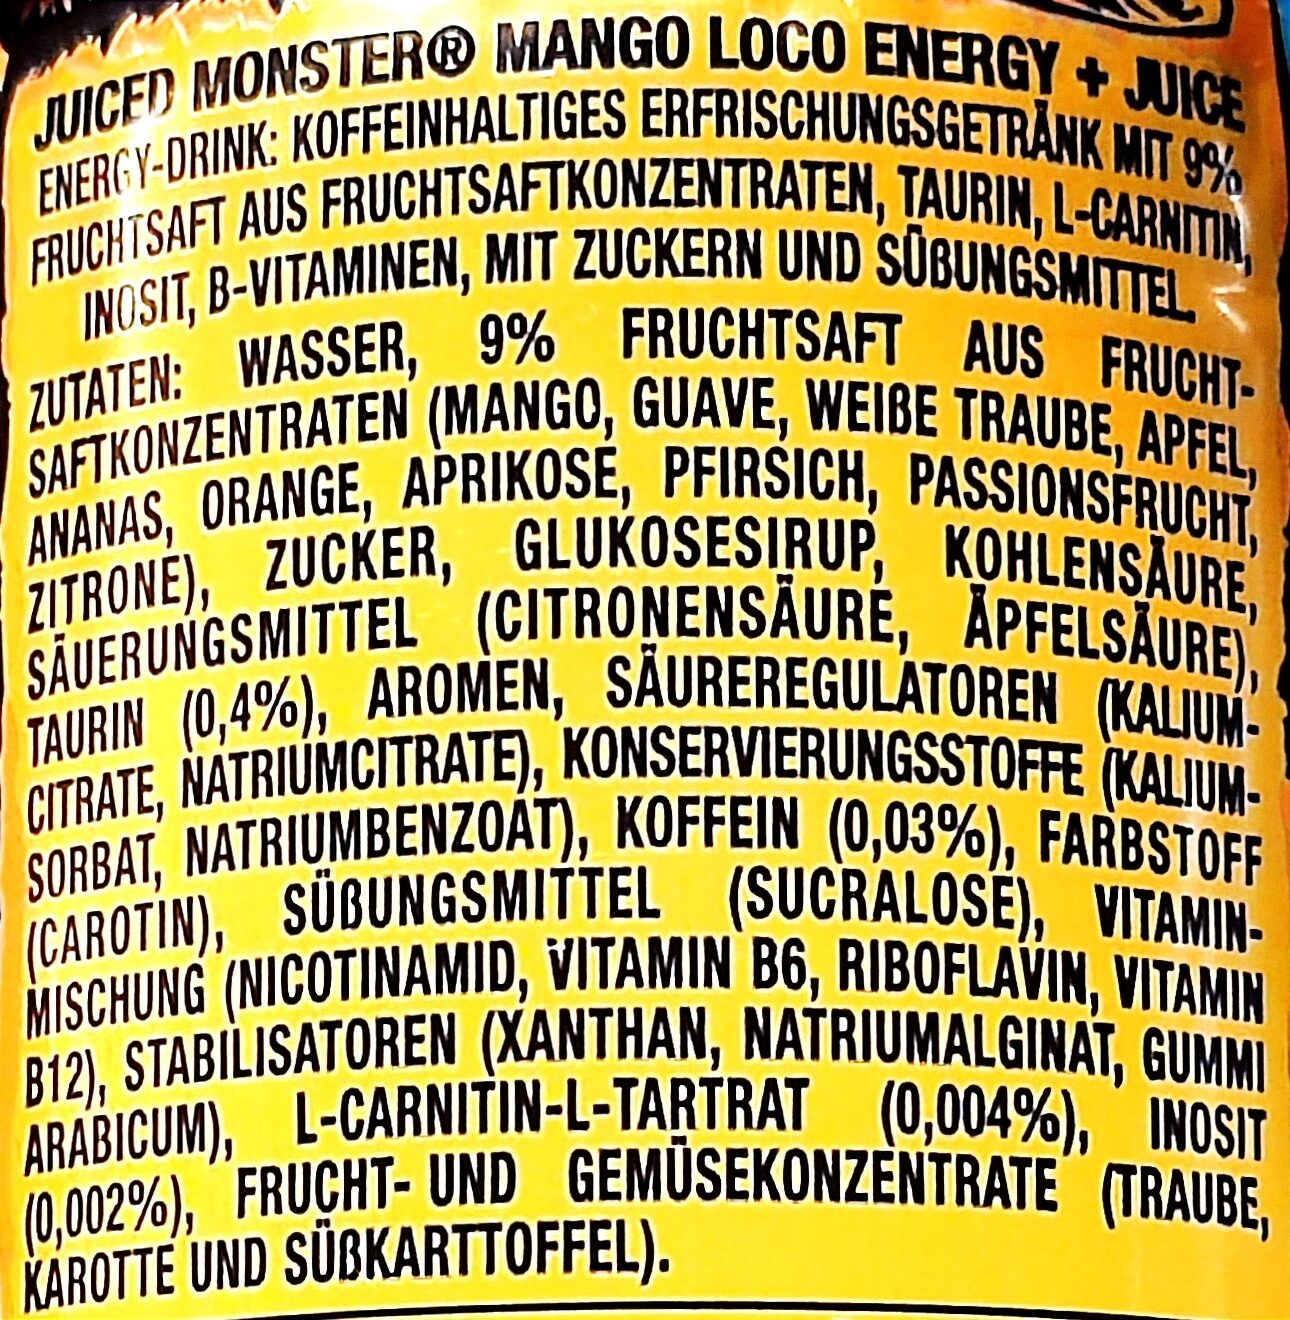 JUICED MONSTER® MANGO LOCO ENERGY + JUICE
ENERGY-DRINK: KOFFEINHALTIGES ERFRISCHUNGSGETRÄNK MIT 9%
FRUCHTSAFT AUS FRUCHTSAFTKONZENTRATEN, TAURIN, L-CARNITIN,
INOSIT, B-VITAMINEN, MIT ZUCKERN UND SÜßUNGSMITTEL.
ZUTATEN: WASSER, 9% FRUCHTSAFT AUS FRUCHT-
SAFTKONZENTRATEN (MANGO, GUAVE, WEIßE TRAUBE, APFEL,
ANANAS, ORANGE, APRIKOSE, PFIRSICH, PASSIONSFRUCHT,
ZITRONE), ZUCKER, GLUKOSESIRUP, KOHLENSÄURE,
SÄUERUNGSMITTEL (CITRONENSÄURE, ÄPFELSÄURE),
TAURIN (0,4%), AROMEN, SÄUREREGULATOREN (KALIUM-
CITRATE, NATRIUMCITRATE), KONSERVIERUNGSSTOFFE (KALIUM-
SORBAT, NATRIUMBENZOAT), KOFFEIN (0,03%), FARBSTOFF
(CAROTIN), SÜßUNGSMITTEL (SUCRALOSE), VITAMIN-
MISCHUNG (NICOTINAMID, VITAMIN B6, RIBOFLAVIN, VITAMIN
B12), STABILISATOREN (XANTHAN, NATRIUMALGINAT, GUMMI
ARABICUM), L-CARNITIN-L-TARTRAT (0,004%), INOSIT
(0,002%), FRUCHT- UND GEMÜSEKONZENTRATE (TRAUBE,
KAROTTE UND SÜßKARTTOFFEL).